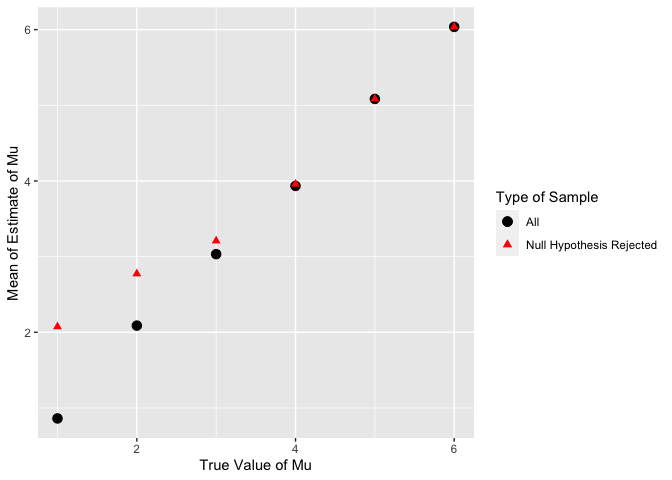 6
4
2
Mean of Estimate of Mu
2
4
6
True Value of Mu
Type of Sample
All
Null Hypothesis Rejected